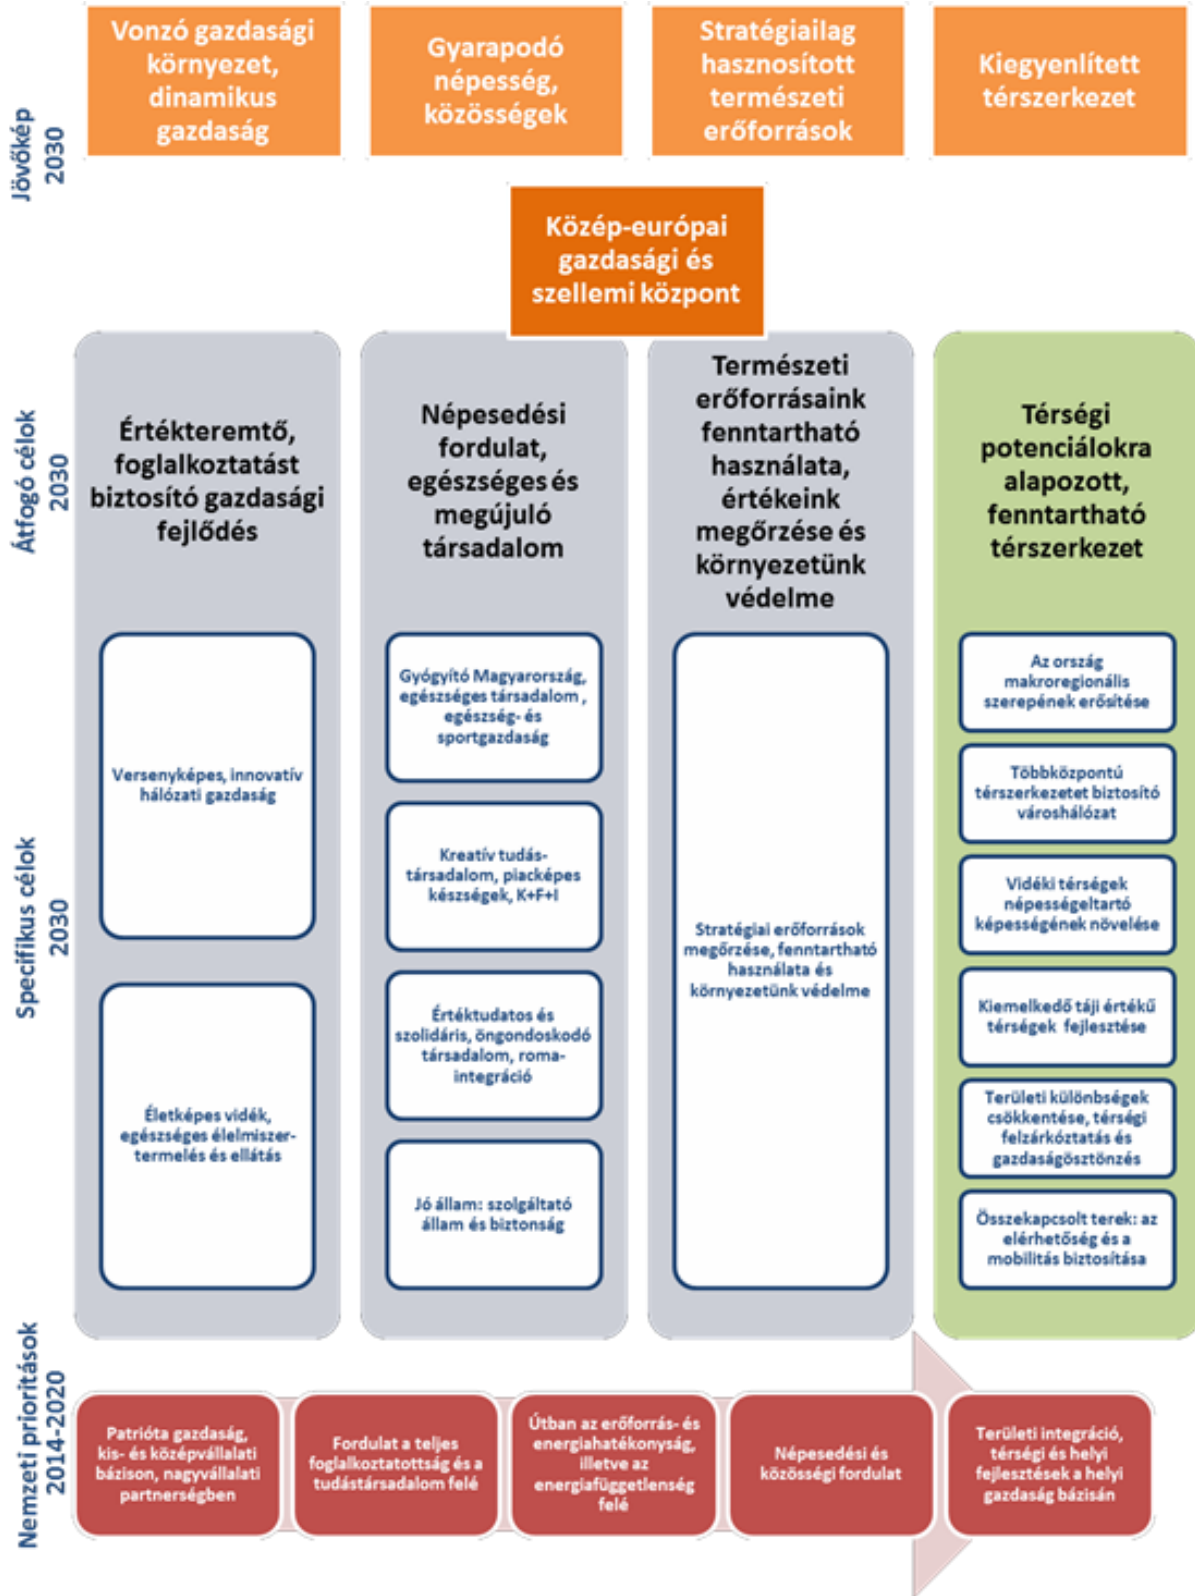 Jövőkép
2030
Vonzó gazdasági
környezet,
dinamikus
gazdaság
Gyarapodó
népesség,
közösségek
Stratégiailag
hasznosított
természeti
erőforrások
Kiegyenlített
térszerkezet
Közép-európai
gazdasági és
szellemi központ
Átfogó célok
2030
Értékteremtő,
foglalkoztatást
biztosító gazdasági
fejlődés
Népesedési
fordulat,
egészséges és
megújuló
társadalom
Természeti
erőforrásaink
fenntartható
használata,
értékeink
megőrzése és
környezetünk
védelme
Térségi
potenciálokra
alapozott,
fenntartható
térszerkezet
Specifikus célok
2030
Versenyképes, innovatív
hálózati gazdaság
Életképes vidék,
egészséges élelmiszer-
termelés és ellátás
Gyógyító Magyarország,
egészséges társadalom ,
egészség- és
sportgazdaság
Kreatív tudás-
társadalom, piacképes
készségek, K+F+I
Értéktudatos és
szolidáris, öngondoskodó
társadalom, roma-
integráció
Jó állam: szolgáltató
állam és biztonság
Stratégiai erőforrások
megőrzése, fenntartható
használata és
környezetünk védelme
Az ország
makroregionális
szerepének erősítése
Többközpontú
térszerkezetet biztosító
városhálózat
Vidéki térségek
népességeltartó
képességének növelése
Kiemelkedő táji értékű
térségek fejlesztése
Területi különbségek
csökkentése, térségi
felzárkóztatás és
gazdaságösztönzés
Összekapcsolt terek: az
elérhetőség és a
mobilitás biztosítása
Nemzeti prioritások
2014-2020
Patrióta gazdaság,
kis- és középvállalati
bázison, nagyvállalati
partnerségben
Fordulat a teljes
foglalkoztatottság és a
tudástársadalom felé
Útban az erőforrás- és
energiahatékonyság,
illetve az
energiafüggetlenség
felé
Népesedési és
közösségi fordulat
Területi integráció,
térségi és helyi
fejlesztések a helyi
gazdaság bázisán